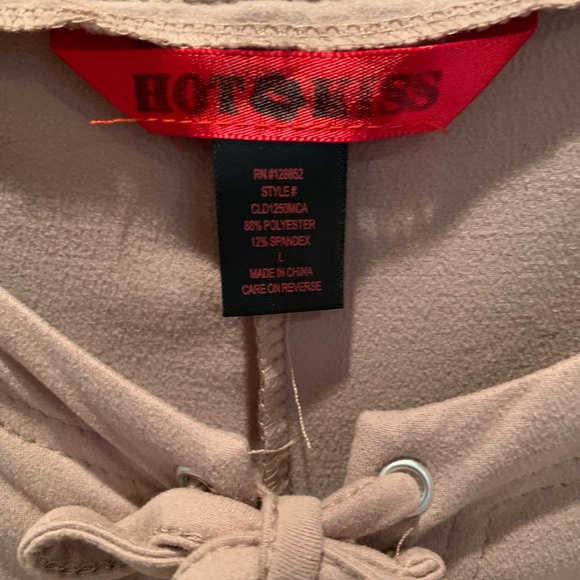 HOT KISS
RN#128852
STYLE#
CLD1250MCA
88% POLYESTER
12% SPANDEX
L
MADE IN CHINA
CARE ON REVERSE